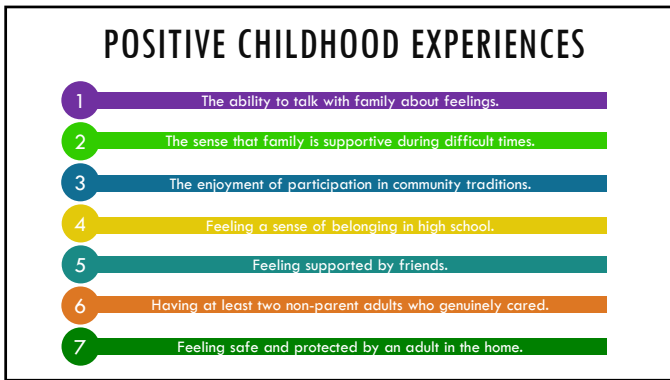 POSITIVE CHILDHOOD EXPERIENCES
1 The ability to talk with family about feelings.
2 The sense that family is supportive during difficult times.
3 The enjoyment of participation in community traditions.
4 Feeling a sense of belonging in high school.
5 Feeling supported by friends.
6 Having at least two non-parent adults who genuinely cared.
7 Feeling safe and protected by an adult in the home.